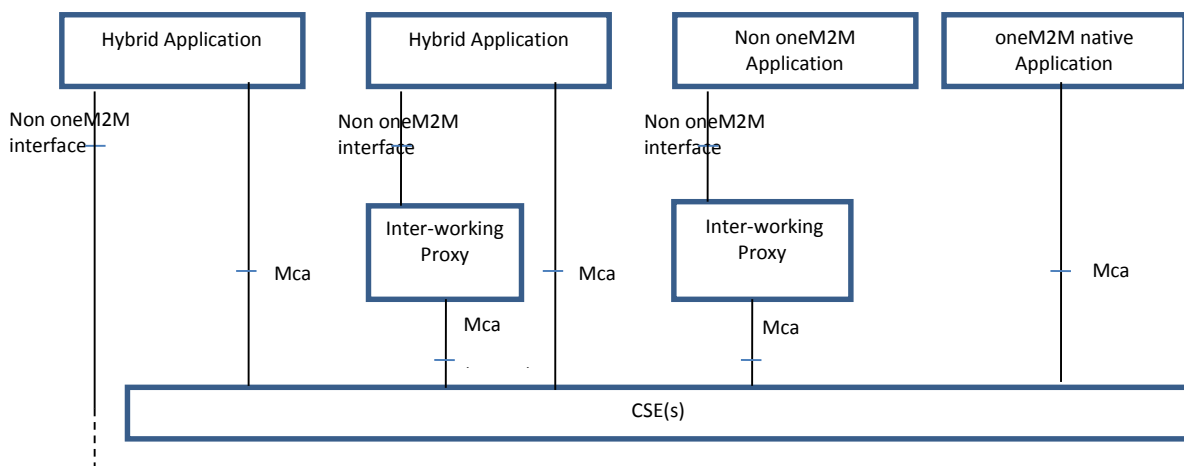 Hybrid Application
Hybrid Application
Non oneM2M
Application
oneM2M native
Application
Non oneM2M
interface
Non oneM2M
interface
Non oneM2M
interface
Inter-working
Proxy
Inter-working
Proxy
Mca
Mca
Mca
Mca
Mca
CSE(s)